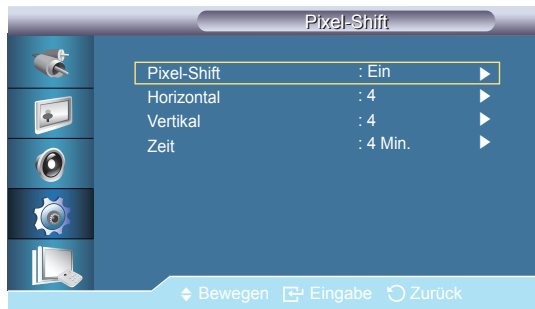 Pixel-Shift
Pixel-Shift : Ein
Horizontal : 4
Vertikal : 4
Zeit : 4 Min.
Bewegen Eingabe Zurück